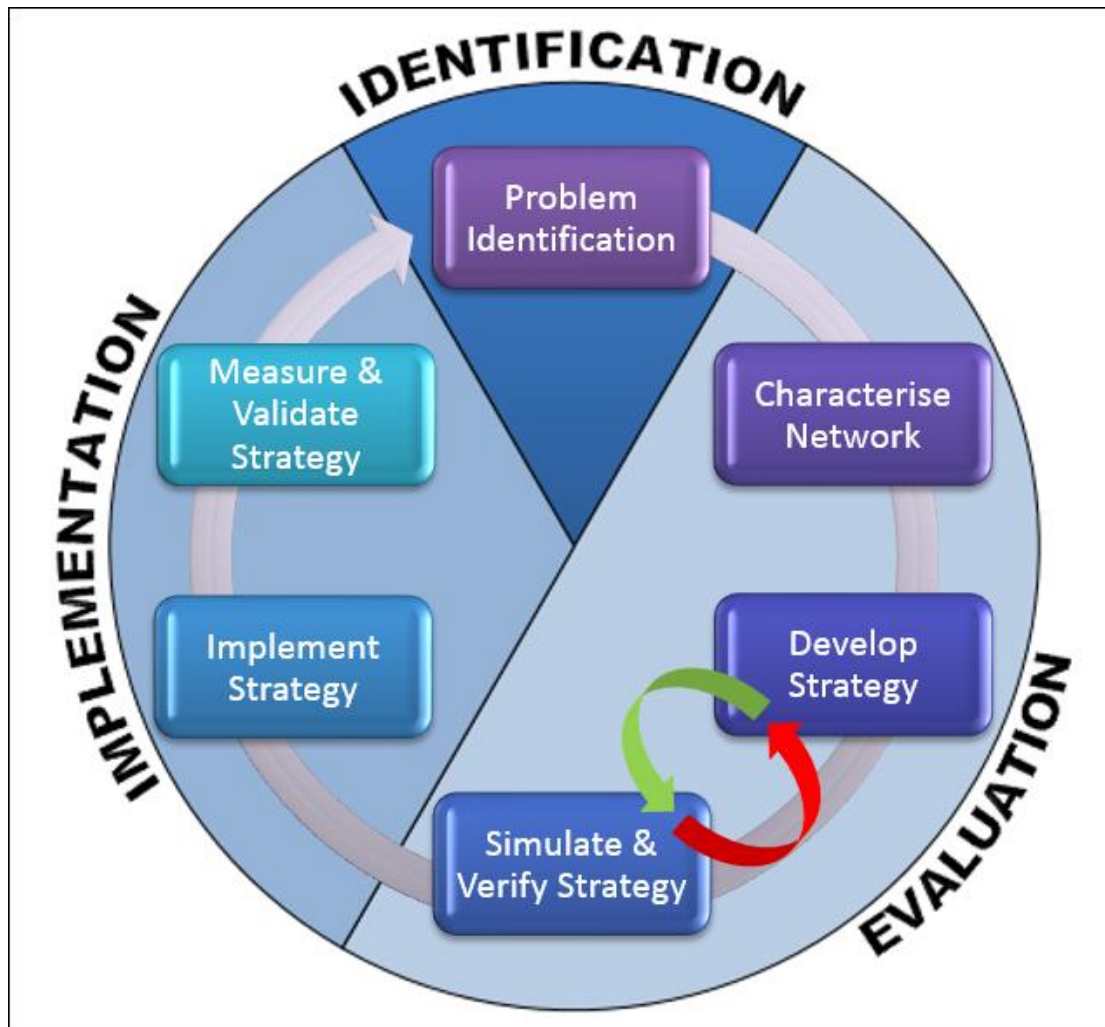 IDENTIFICATION
Problem
Identification
Characterise
Network
Develop
Strategy
EVALUATION
Simulate &
Verify Strategy
Implement
Strategy
Measure &
Validate
Strategy
IMPLEMENTATION